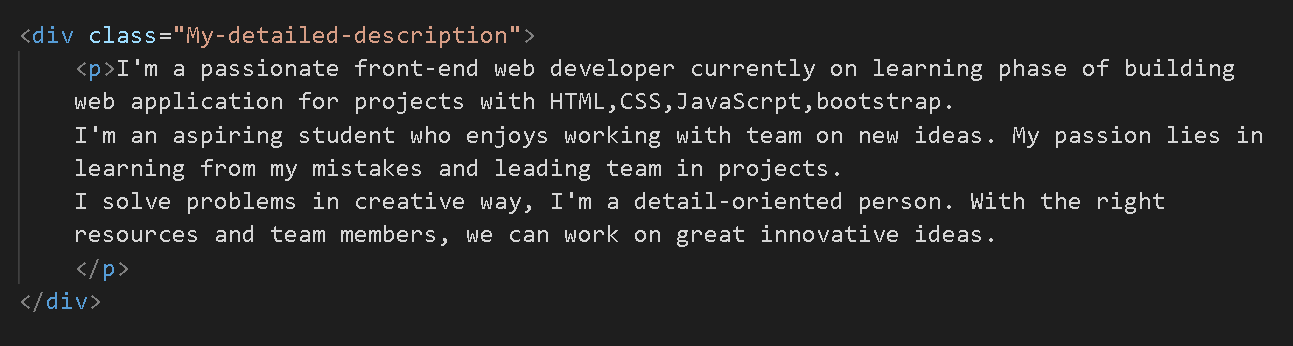 <div class="My-detailed-description">
<p>I'm a passionate front-end web developer currently on learning phase of building
web application for projects with HTML,CSS,JavaScrpt,bootstrap.
I'm an aspiring student who enjoys working with team on new ideas. My passion lies in
learning from my mistakes and leading team in projects.
I solve problems in creative way, I'm a detail-oriented person. With the right
resources and team members, we can work on great innovative ideas.
</p>
</div>